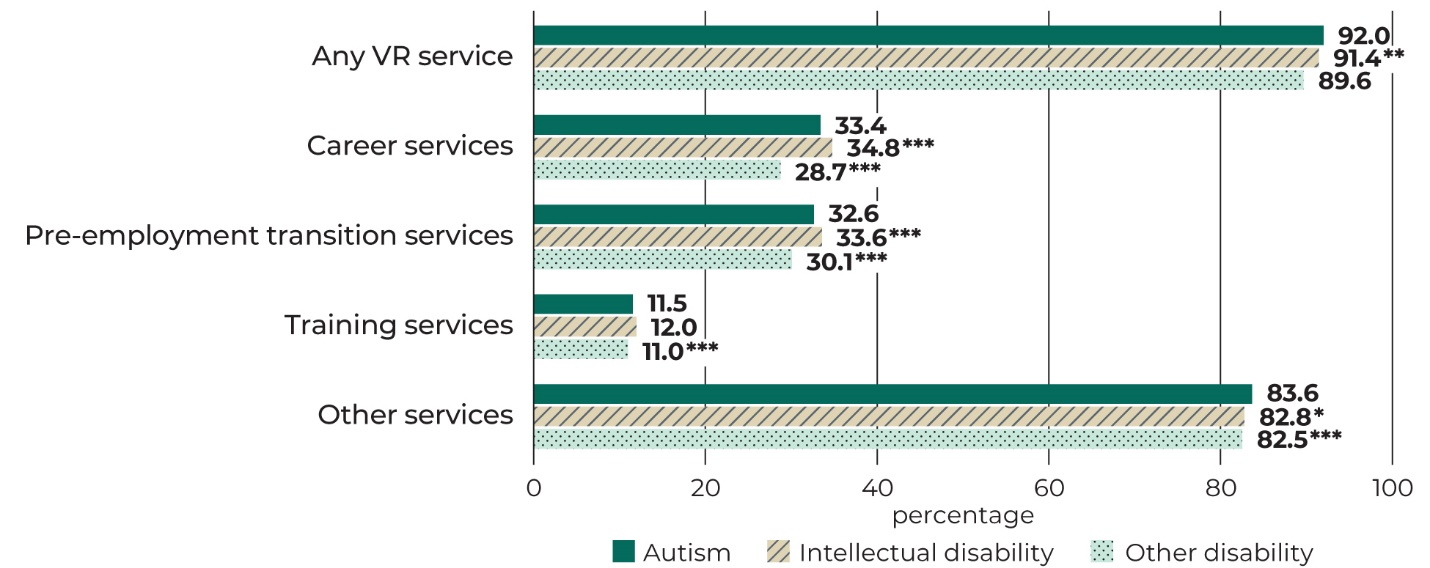 Any VR service
92.0
91.4**
89.6
Career services
33.4
34.8***
28.7***
Pre-employment transition services
32.6
33.6***
30.1***
Training services
11.5
12.0
11.0***
Other services
83.6
82.8*
82.5***
0 20 40 60 80 100
percentage
Autism Intellectual disability Other disability